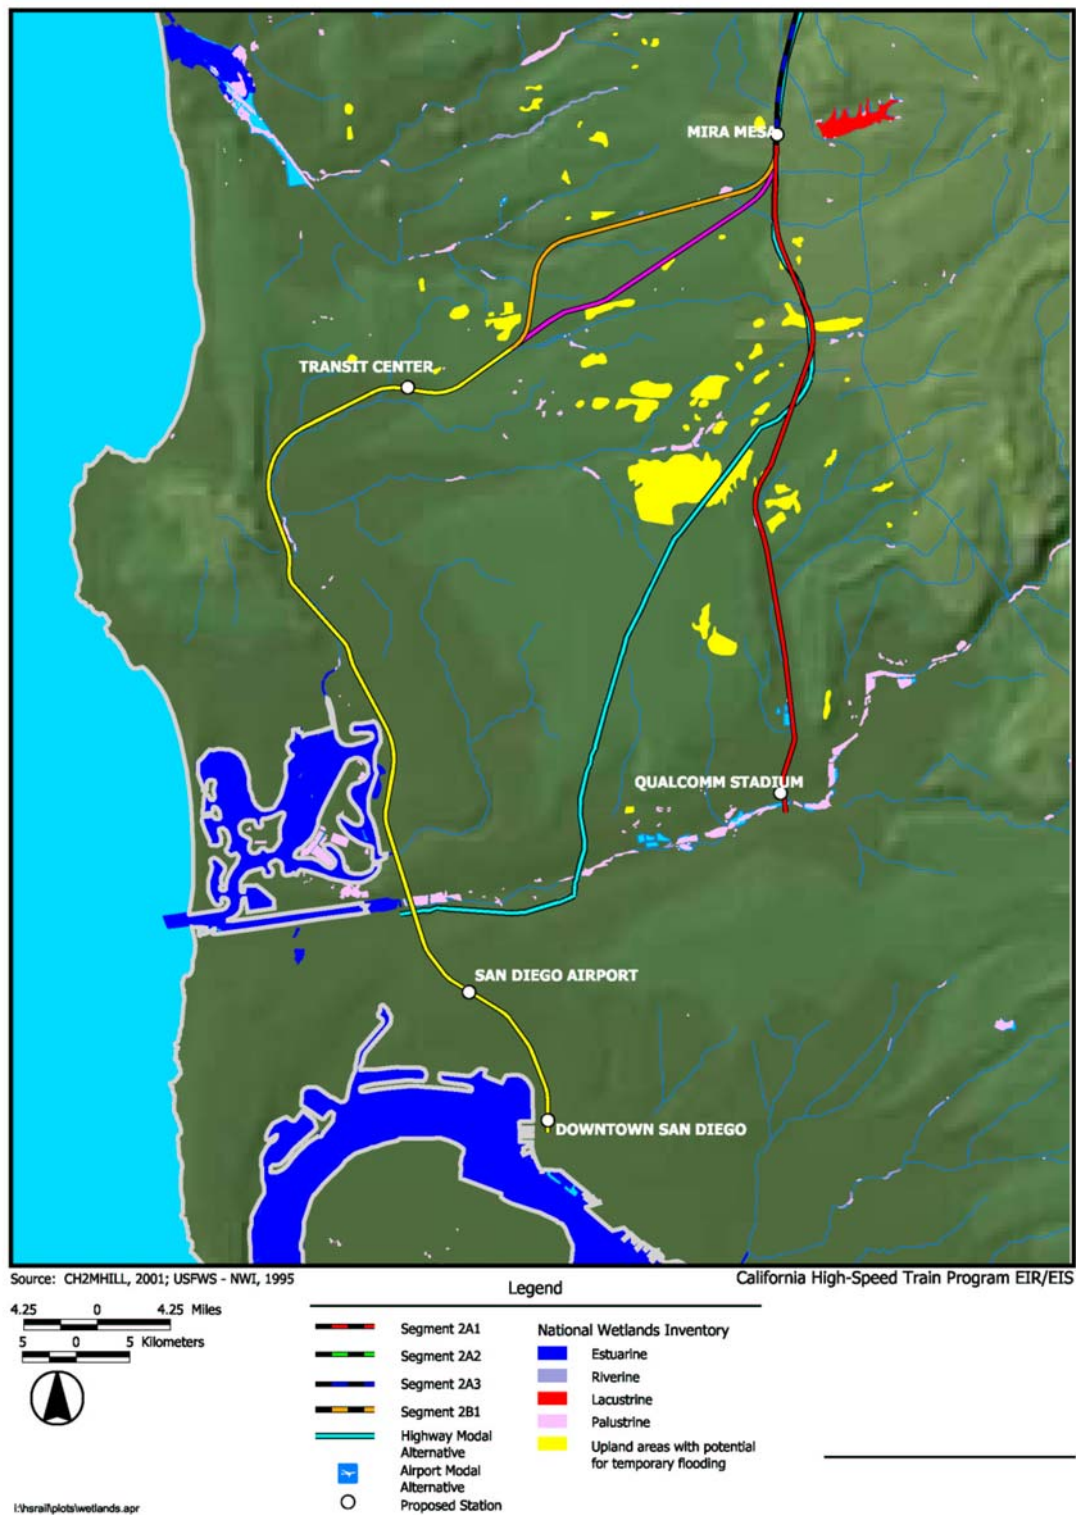 MIRA MESA
TRANSIT CENTER
QUALCOMM STADIUM
SAN DIEGO AIRPORT
DOWNTOWN SAN DIEGO
Source: CH2MHILL, 2001; USFWS - NWI, 1995
California High-Speed Train Program EIR/EIS
4.25 0 4.25 Miles
5 0 5 Kilometers
Legend
Segment 2A1
Segment 2A2
Segment 2A3
Segment 2B1
Highway Modal
Alternative
Airport Modal
Alternative
Proposed Station
National Wetlands Inventory
Estuarine
Riverine
Lacustrine
Palustrine
Upland areas with potential
for temporary flooding
I:\hsrail\plots\wetlands.apr